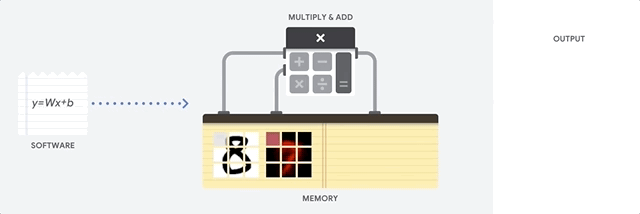 MULTIPLY & ADD
OUTPUT
y=Wx+b
SOFTWARE
MEMORY